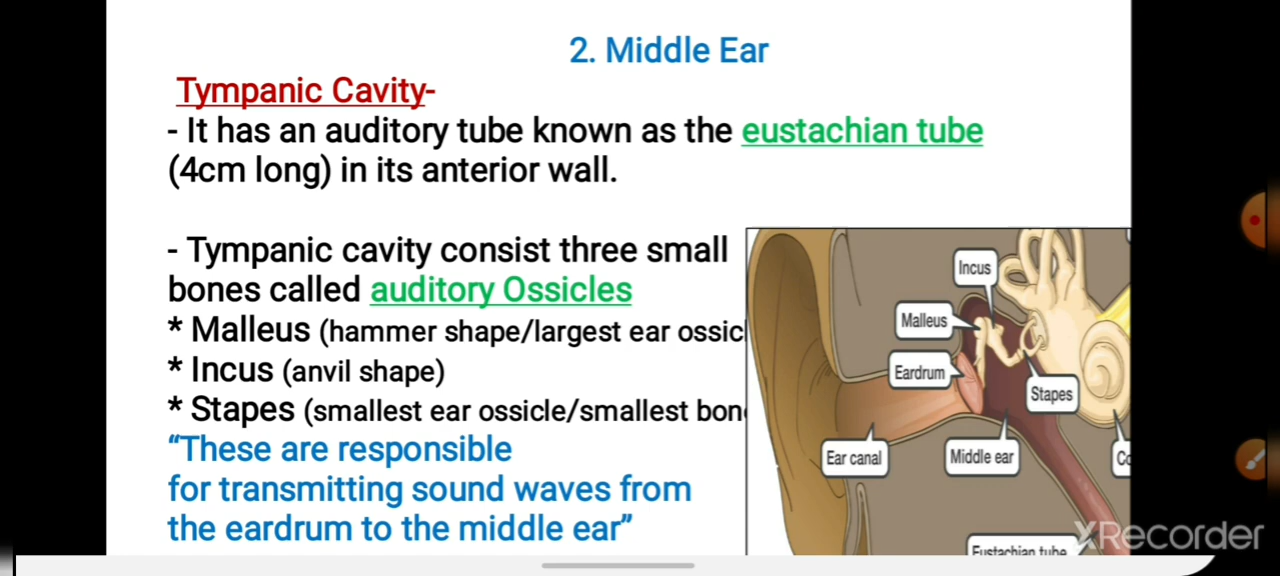 2. Middle Ear
Tympanic Cavity-
- It has an auditory tube known as the eustachian tube
(4cm long) in its anterior wall.
- Tympanic cavity consist three small
bones called auditory Ossicles
* Malleus (hammer shape/largest ear
* Incus (anvil shape)
* Stapes (smallest ear ossicle/smallest
“These are responsible
for transmitting sound waves from
the eardrum to the middle ear”
Incus
Malleus
Eardrum
Stapes
Ear canal
Middle ear
Eustachian tube
XRecorder